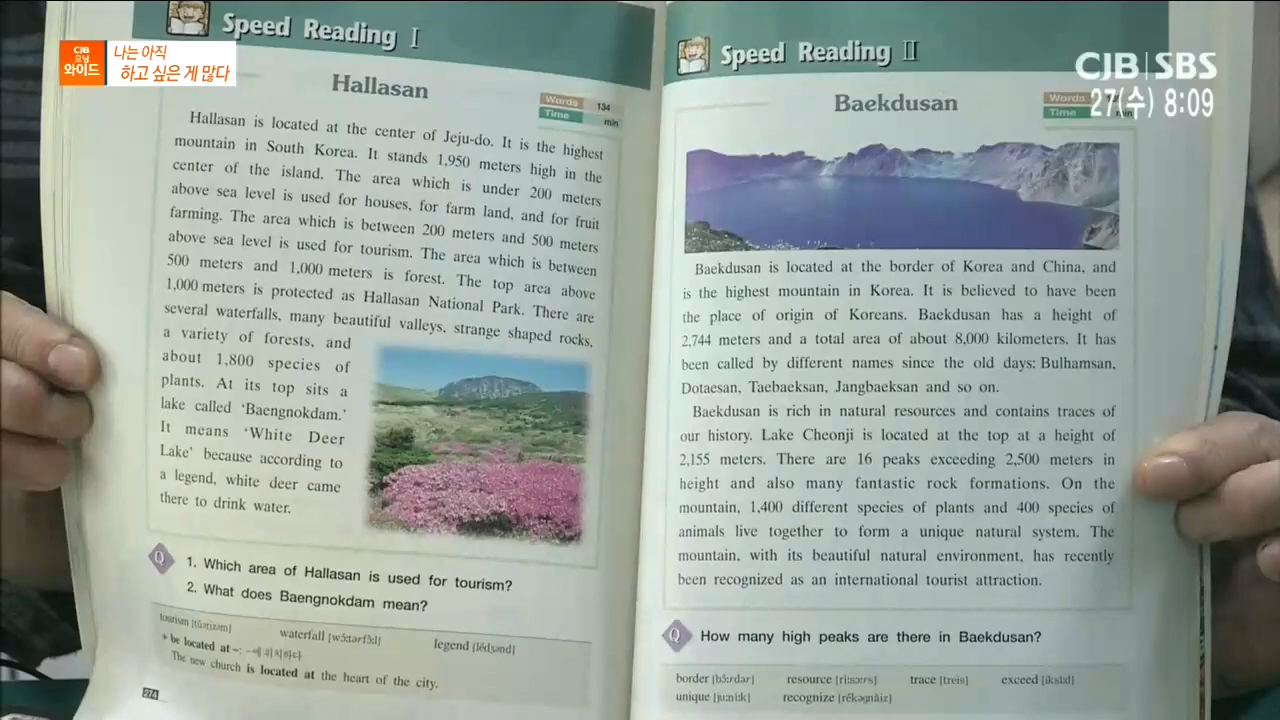 CJB
모닝
와이드
나는 아직
하고 싶은 게 많다
CJB SBS
27(수) 8:09
Speed Reading I
Hallasan
Words 134
Time min
Hallasan is located at the center of Jeju-do. It is the highest
mountain in South Korea. It stands 1,950 meters high in the
center of the island. The area which is under 200 meters
above sea level is used for houses, for farm land, and for fruit
farming. The area which is between 200 meters and 500 meters
above sea level is used for tourism. The area which is between
500 meters and 1,000 meters is forest. The top area above
1,000 meters is protected as Hallasan National Park. There are
several waterfalls, many beautiful valleys, strange shaped rocks,
a variety of forests, and
about 1,800 species of
plants. At its top sits a
lake called ‘Baengnokdam.’
It means ‘White Deer
Lake’ because according to
a legend, white deer came
there to drink water.
Q
1. Which area of Hallasan is used for tourism?
2. What does Baengnokdam mean?
tourism [túərizəm] waterfall [wɔ́ːtərfɔ̀ːl] legend [lédʒənd]
* be located at ~: ~에 위치하다
The new church is located at the heart of the city.
274
Speed Reading II
Baekdusan
Words
Time min
Baekdusan is located at the border of Korea and China, and
is the highest mountain in Korea. It is believed to have been
the place of origin of Koreans. Baekdusan has a height of
2,744 meters and a total area of about 8,000 kilometers. It has
been called by different names since the old days: Bulhamsan,
Dotaesan, Taebaeksan, Jangbaeksan and so on.
Baekdusan is rich in natural resources and contains traces of
our history. Lake Cheonji is located at the top at a height of
2,155 meters. There are 16 peaks exceeding 2,500 meters in
height and also many fantastic rock formations. On the
mountain, 1,400 different species of plants and 400 species of
animals live together to form a unique natural system. The
mountain, with its beautiful natural environment, has recently
been recognized as an international tourist attraction.
Q
How many high peaks are there in Baekdusan?
border [bɔ́ːrdər] resource [ríːsɔːrs] trace [treis] exceed [iksíːd]
unique [juːníːk] recognize [rékəgnàiz]